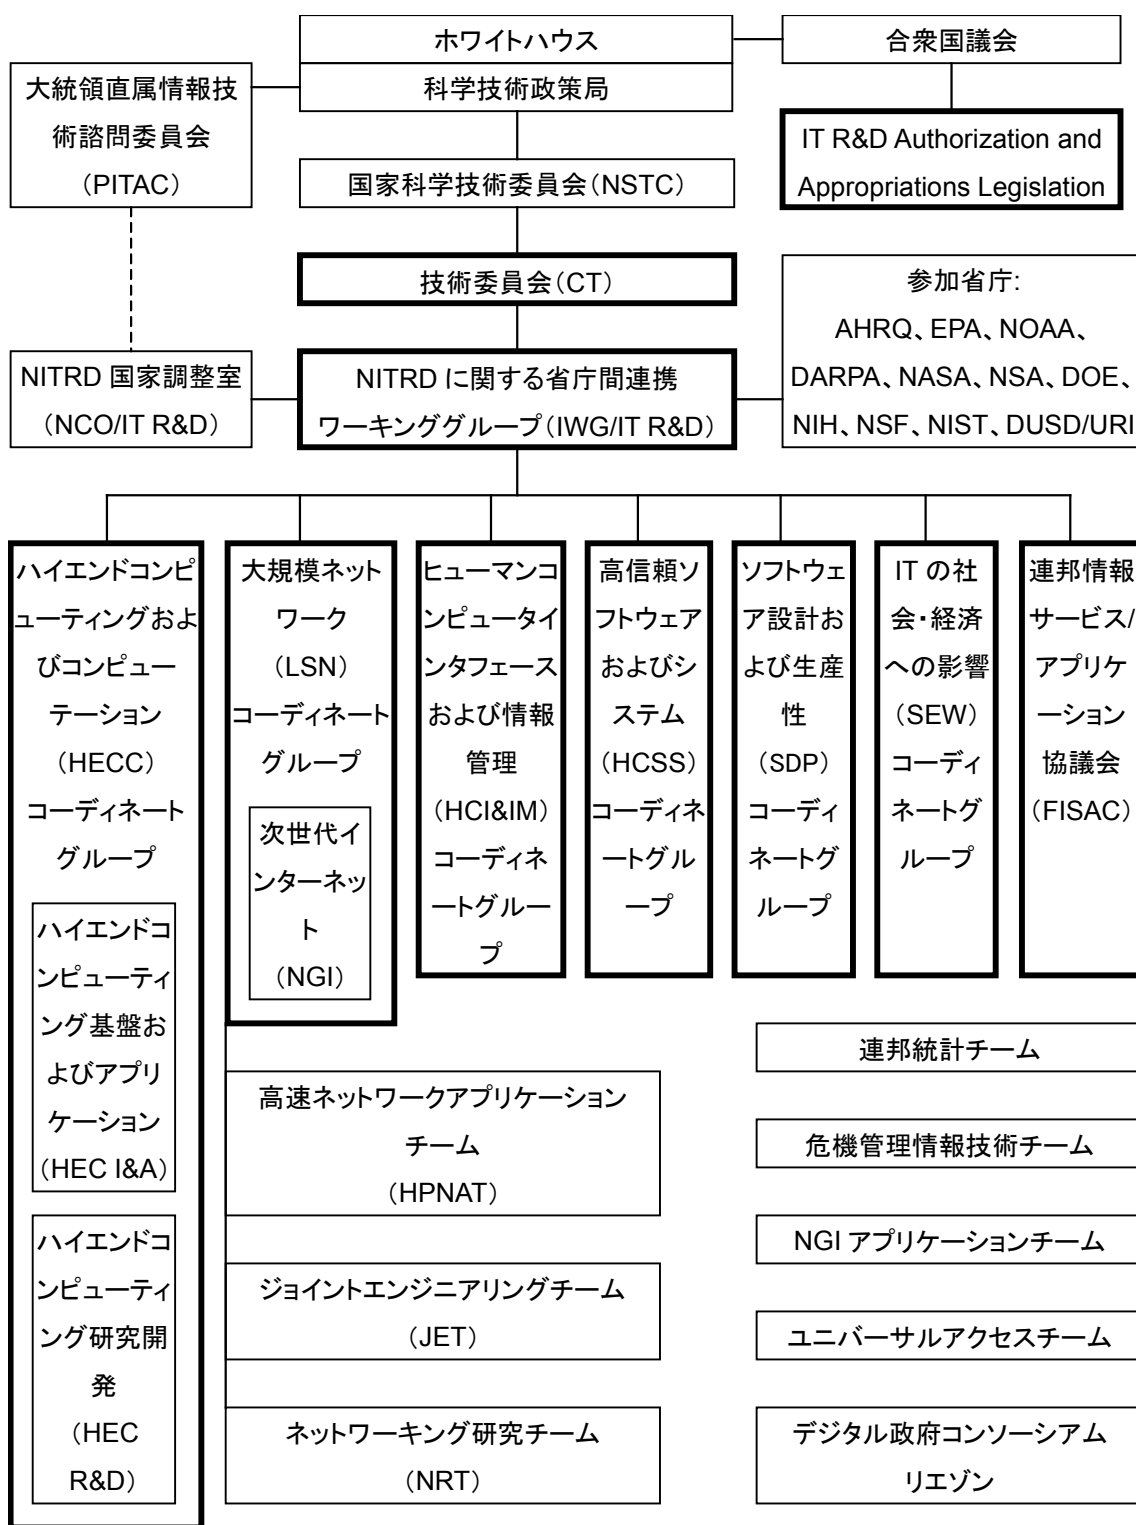 ホワイトハウス
合衆国議会
科学技術政策局
大統領直属情報技
術諮問委員会
(PITAC)
IT R&D Authorization and
Appropriations Legislation
国家科学技術委員会(NSTC)
技術委員会(CT)
参加省庁:
AHRQ、EPA、NOAA、
DARPA、NASA、NSA、DOE、
NIH、NSF、NIST、DUSD/URI
NITRD 国家調整室
(NCO/IT R&D)
NITRD に関する省庁間連携
ワーキンググループ(IWG/IT R&D)
ハイエンドコンピ
ューティングおよ
びコンピュー
テーション
(HECC)
コーディネート
グループ
ハイエンドコ
ンピューティ
ング基盤お
よびアプリ
ケーション
(HEC I&A)
ハイエンドコ
ンピューティ
ング研究開
発
(HEC
R&D)
大規模ネット
ワーク
(LSN)
コーディネート
グループ
次世代イ
ンターネッ
ト
(NGI)
ヒューマンコ
ンピュータイ
ンタフェース
および情報
管理
(HCI&IM)
コーディネ
ートグルー
プ
高信頼ソ
フトウェア
およびシ
ステム
(HCSS)
コーディネ
ートグル
ープ
ソフトウェ
ア設計お
よび生産
性
(SDP)
コーディ
ネートグ
ループ
IT の社
会・経済
への影響
(SEW)
コーディ
ネートグ
ループ
連邦情報
サービス/
アプリケ
ーション
協議会
(FISAC)
高速ネットワークアプリケーション
チーム
(HPNAT)
ジョイントエンジニアリングチーム
(JET)
ネットワーキング研究チーム
(NRT)
連邦統計チーム
危機管理情報技術チーム
NGI アプリケーションチーム
ユニバーサルアクセスチーム
デジタル政府コンソーシアム
リエゾン